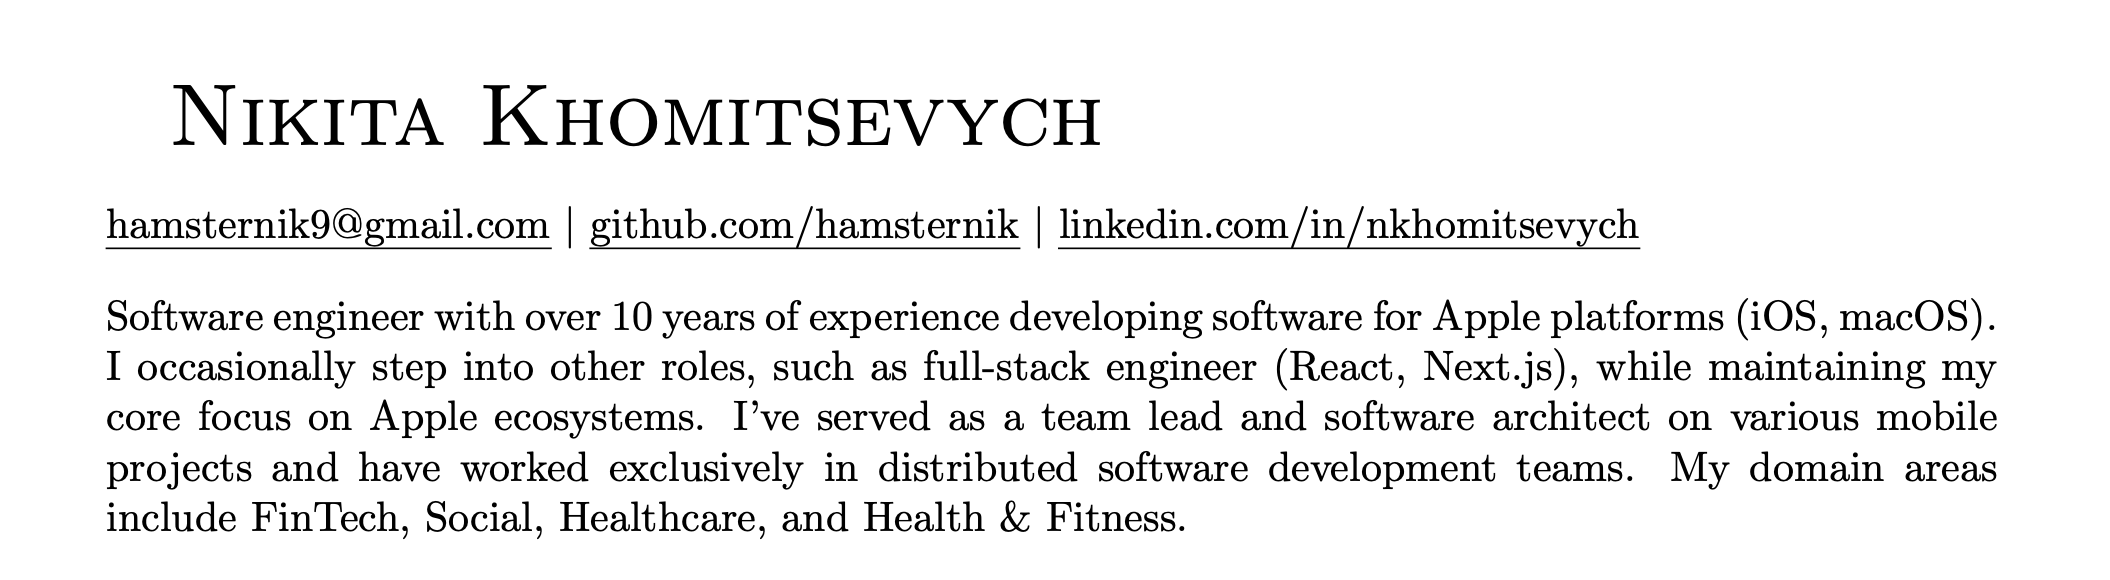 Nikita Khomitsevych
hamsternik9@gmail.com | github.com/hamsternik | linkedin.com/in/nkhomitsevych
Software engineer with over 10 years of experience developing software for Apple platforms (iOS, macOS).
I occasionally step into other roles, such as full-stack engineer (React, Next.js), while maintaining my
core focus on Apple ecosystems. I've served as a team lead and software architect on various mobile
projects and have worked exclusively in distributed software development teams. My domain areas
include FinTech, Social, Healthcare, and Health & Fitness.